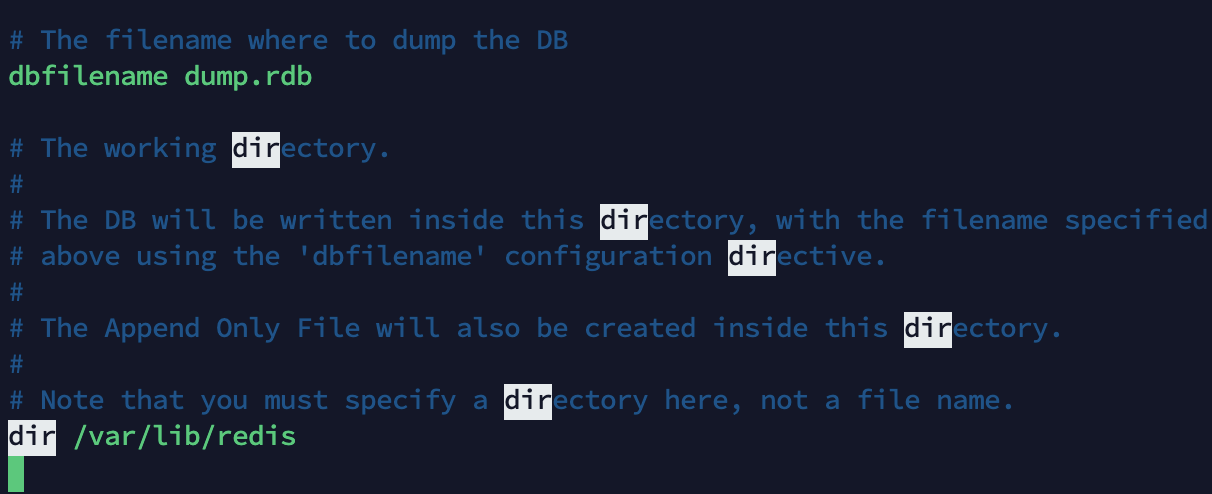 # The filename where to dump the DB
dbfilename dump.rdb
# The working directory.
#
# The DB will be written inside this directory, with the filename specified
# above using the 'dbfilename' configuration directive.
#
# The Append Only File will also be created inside this directory.
#
# Note that you must specify a directory here, not a file name.
dir /var/lib/redis